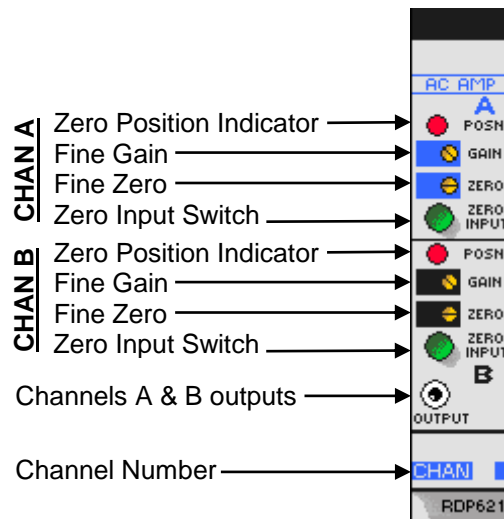 CHAN A
Zero Position Indicator
Fine Gain
Fine Zero
Zero Input Switch
CHAN B
Zero Position Indicator
Fine Gain
Fine Zero
Zero Input Switch
Channels A & B outputs
Channel Number
AC AMP
A
POSN
GAIN
ZERO
ZERO
INPUT
POSN
GAIN
ZERO
ZERO
INPUT
B
OUTPUT
CHAN
RDP621